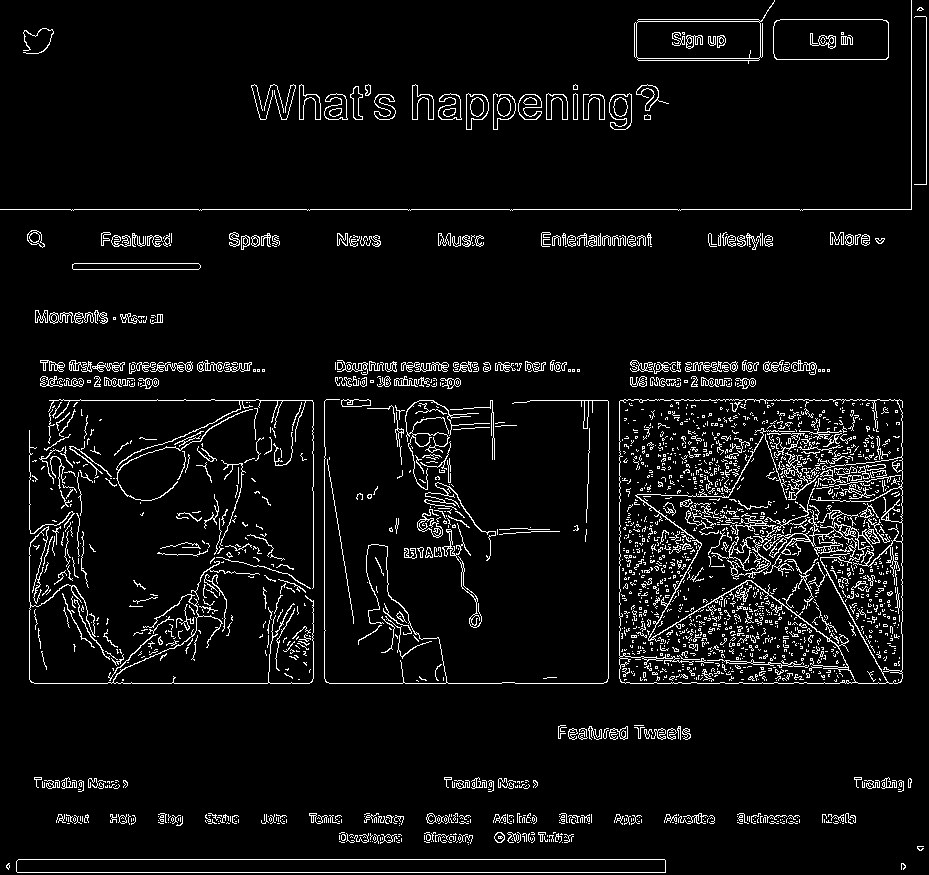 Sign up
Log in
What's happening?
Featured
Sports
News
Music
Entertainment
Lifestyle
More
Moments · View all
The first-ever preserved dinosaur...
Science · 2 hours ago
Doughnut resume sets a new bar for...
Weird · 36 minutes ago
Suspect arrested for defacing...
US News · 2 hours ago
Featured Tweets
Trending News ›
Trending News ›
Trending
About Help Blog Status Jobs Terms Privacy Cookies Ads info Brand Apps Advertise Businesses Media
Developers Directory © 2016 Twitter